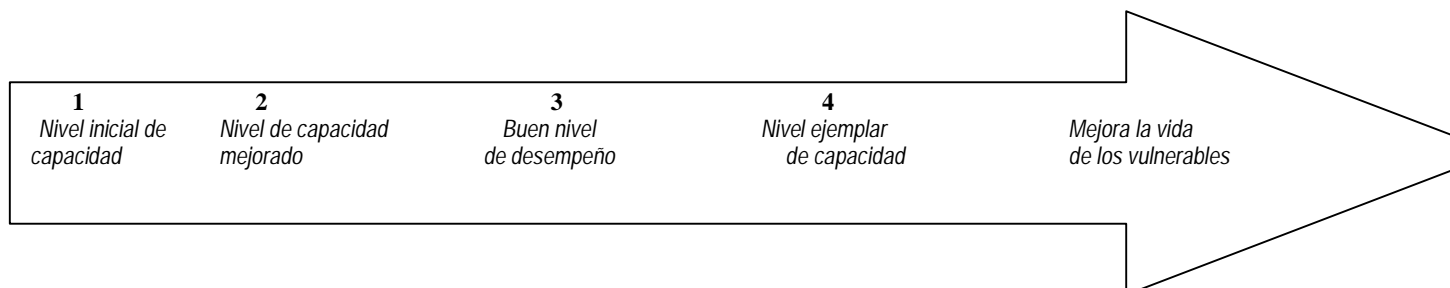 1
Nivel inicial de
capacidad
2
Nivel de capacidad
mejorado
3
Buen nivel
de desempeño
4
Nivel ejemplar
de capacidad
Mejora la vida
de los vulnerables